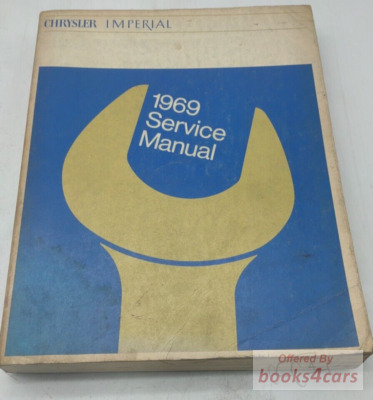 CHRYSLER IMPERIAL
1969
Service
Manual
Offered By
books4cars